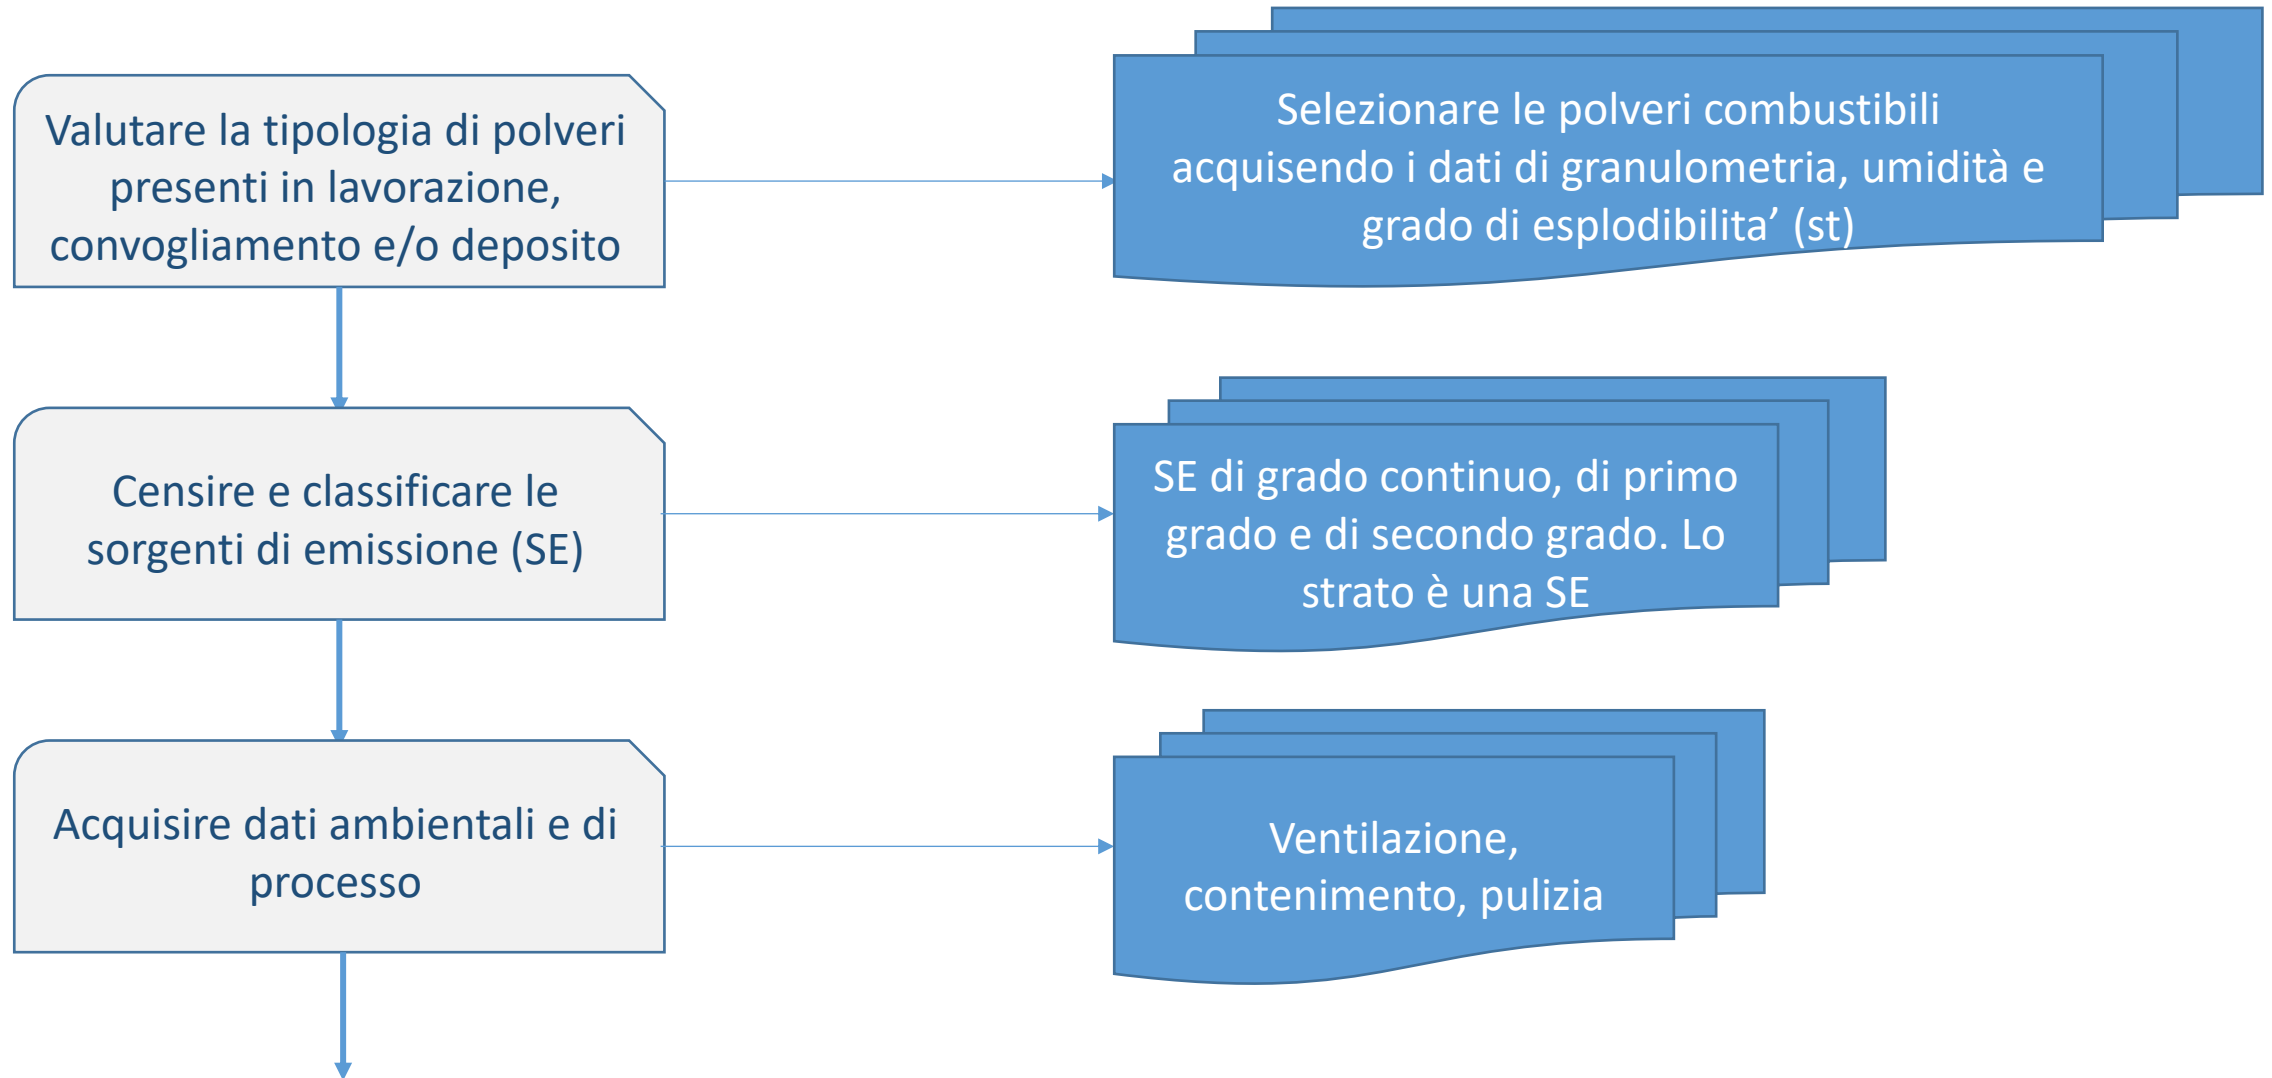 Valutare la tipologia di polveri
presenti in lavorazione,
convogliamento e/o deposito
Selezionare le polveri combustibili
acquisendo i dati di granulometria, umidità e
grado di esplodibilita’ (st)
Censire e classificare le
sorgenti di emissione (SE)
SE di grado continuo, di primo
grado e di secondo grado. Lo
strato è una SE
Acquisire dati ambientali e di
processo
Ventilazione,
contenimento, pulizia